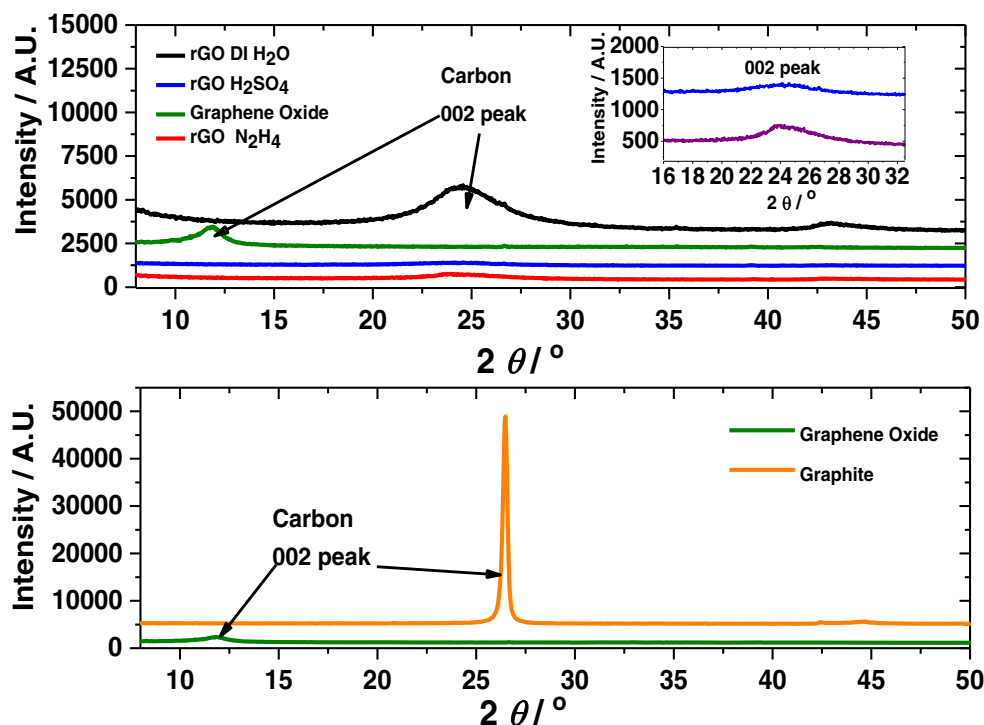 Intensity / A.U.
15000
12500
10000
7500
5000
2500
0
rGO DI H₂O
rGO H₂SO₄
Graphene Oxide
rGO N₂H₄
Carbon
002 peak
Intensity / A.U.
2000
1500
1000
500
002 peak
16 18 20 22 24 26 28 30 32
2 θ / °
10 15 20 25 30 35 40 45 50
2 θ / °
Intensity / A.U.
50000
40000
30000
20000
10000
0
Carbon
002 peak
Graphene Oxide
Graphite
10 15 20 25 30 35 40 45 50
2 θ / °